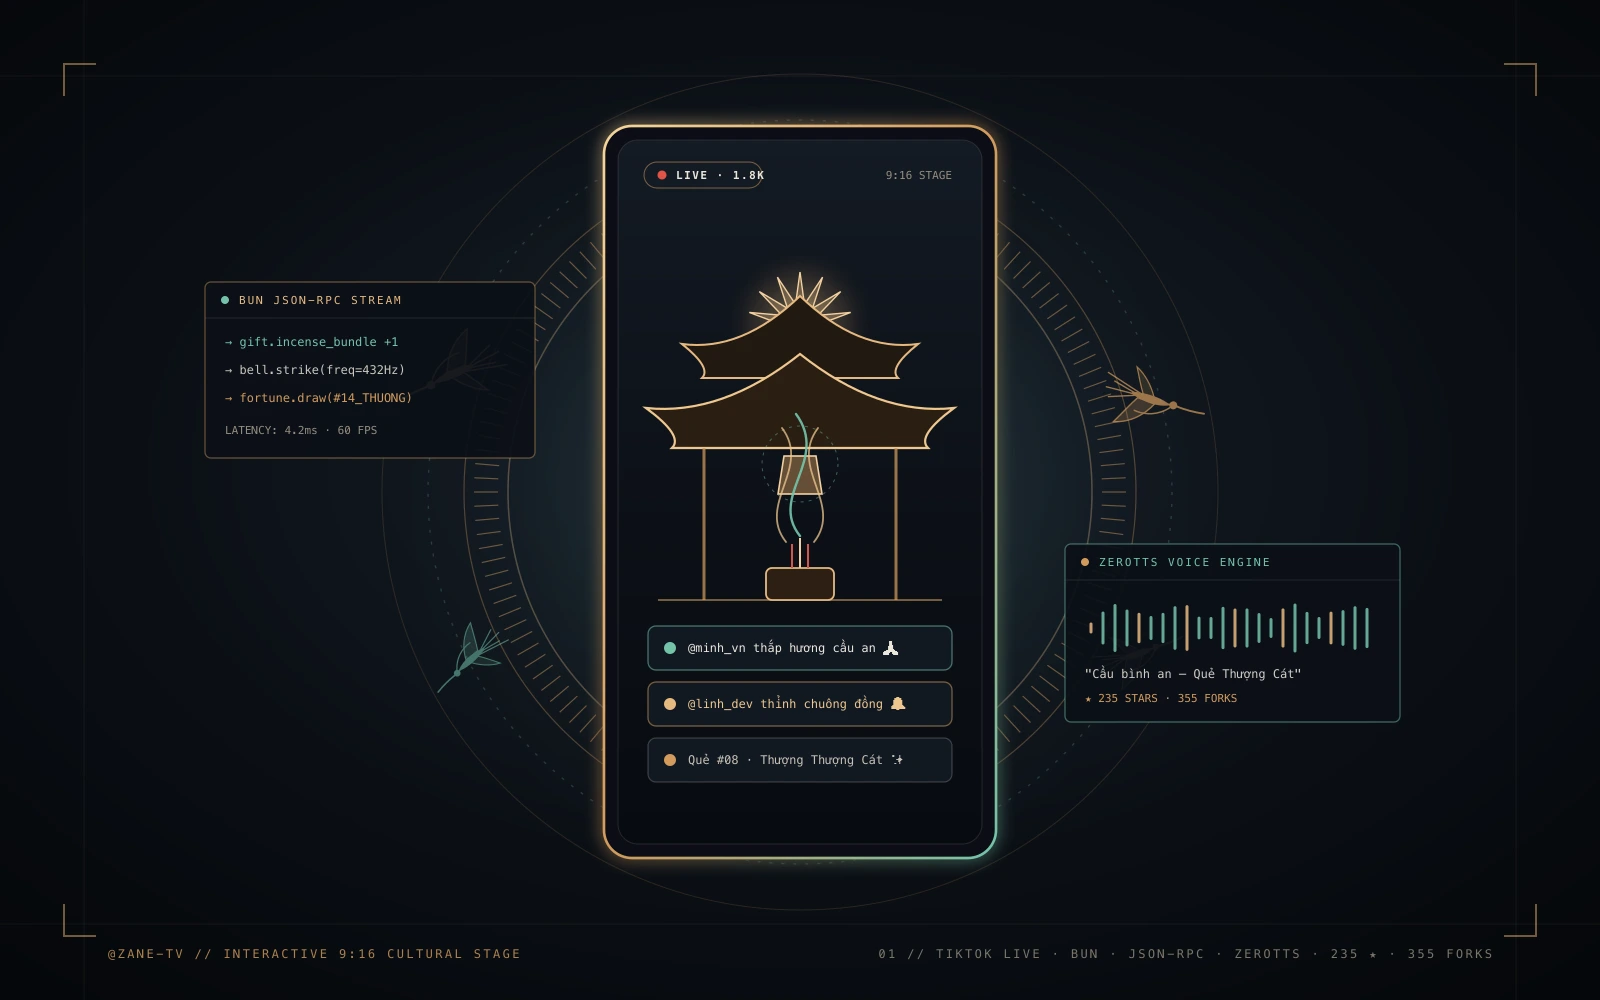 LIVE · 1.8K
9:16 STAGE
BUN JSON-RPC STREAM
→ gift.incense_bundle +1
→ bell.strike(freq=432Hz)
→ fortune.draw(#14_THUONG)
LATENCY: 4.2ms · 60 FPS
@minh_vn thắp hương cầu an 🙏
@linh_dev thỉnh chuông đồng 🔔
Quẻ #08 · Thượng Thượng Cát ✨
ZEROTTS VOICE ENGINE
"Cầu bình an — Quẻ Thượng Cát"
★ 235 STARS · 355 FORKS
@ZANE-TV // INTERACTIVE 9:16 CULTURAL STAGE
01 // TIKTOK LIVE · BUN · JSON-RPC · ZEROTTS · 235 ★ · 355 FORKS